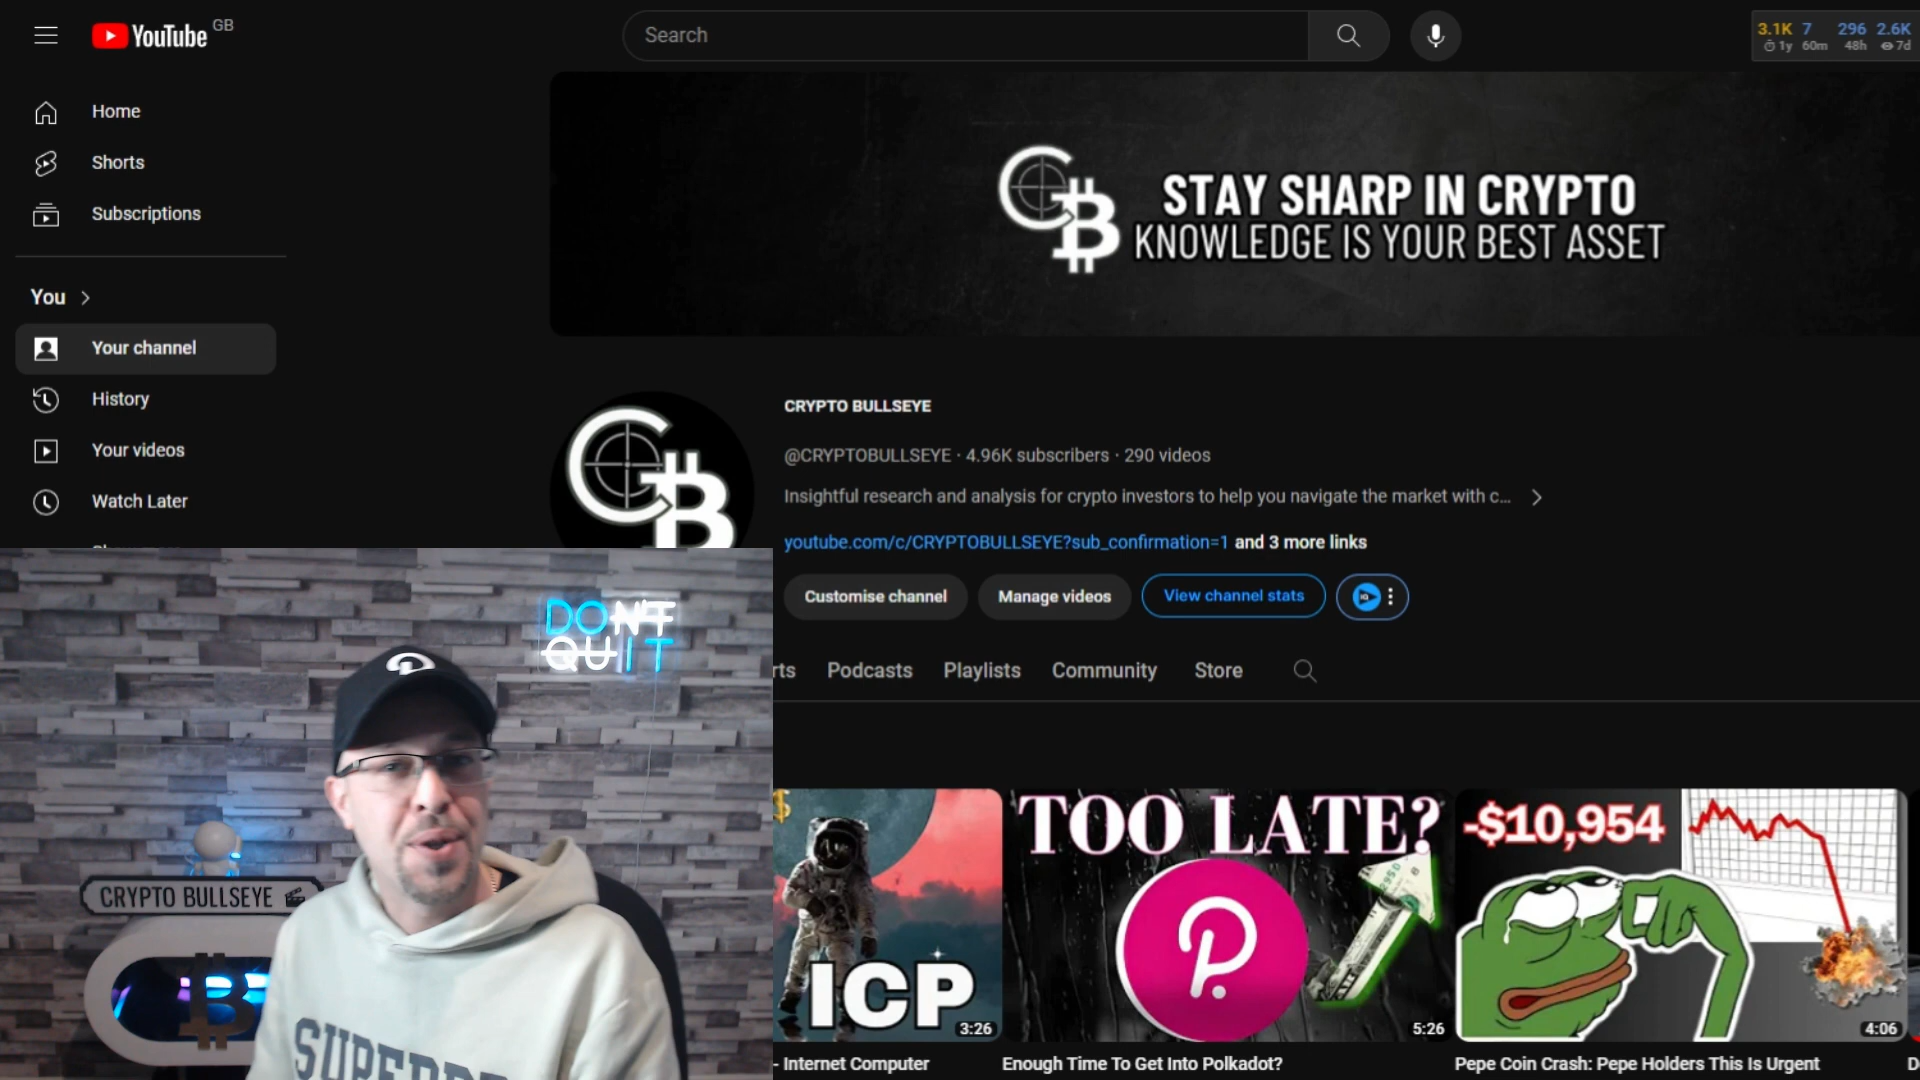 YouTube GB
Search
3.1K 7 296 2.6K
1y 60m 48h 7d
Home
Shorts
Subscriptions
You
Your channel
History
Your videos
Watch Later
STAY SHARP IN CRYPTO
KNOWLEDGE IS YOUR BEST ASSET
CRYPTO BULLSEYE
@CRYPTOBULLSEYE · 4.96K subscribers · 290 videos
Insightful research and analysis for crypto investors to help you navigate the market with c...
youtube.com/c/CRYPTOBULLSEYE?sub_confirmation=1 and 3 more links
Customise channel
Manage videos
View channel stats
Podcasts
Playlists
Community
Store
DON'T
QUIT
CRYPTO BULLSEYE
$
ICP
3:26
- Internet Computer
TOO LATE?
5:26
Enough Time To Get Into Polkadot?
-$10,954
4:06
Pepe Coin Crash: Pepe Holders This Is Urgent